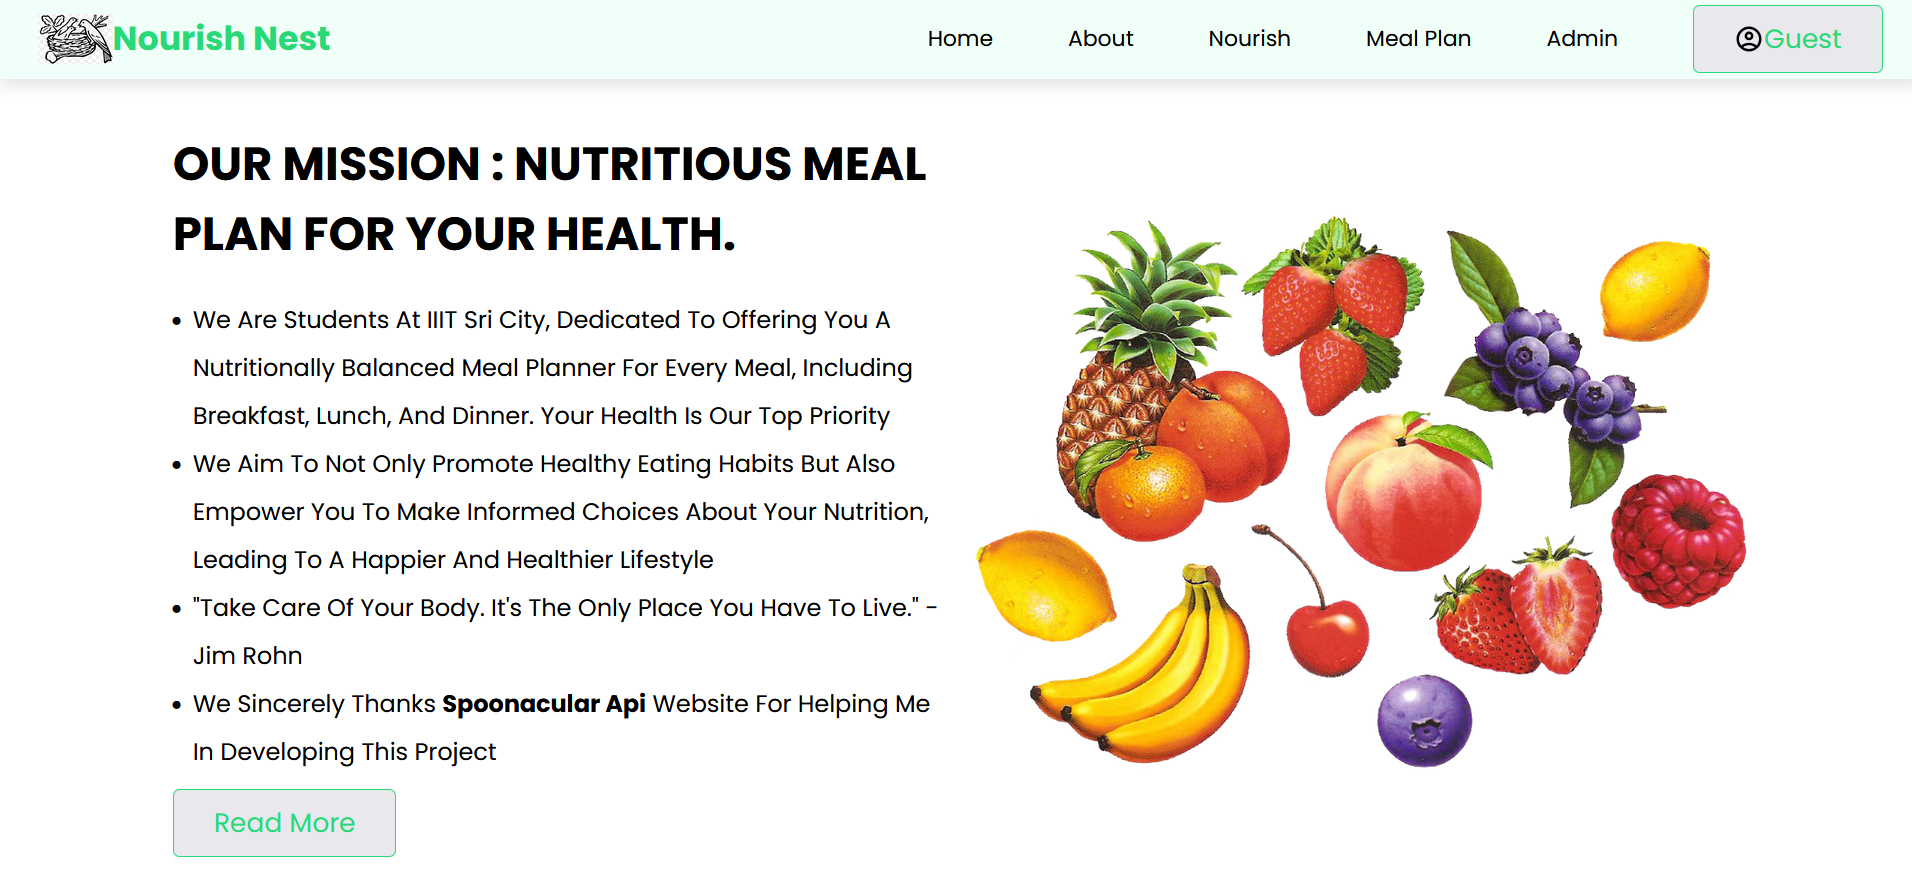 Nourish Nest
Home
About
Nourish
Meal Plan
Admin
Guest
OUR MISSION : NUTRITIOUS MEAL
PLAN FOR YOUR HEALTH.
We Are Students At IIIT Sri City, Dedicated To Offering You A
Nutritionally Balanced Meal Planner For Every Meal, Including
Breakfast, Lunch, And Dinner. Your Health Is Our Top Priority
We Aim To Not Only Promote Healthy Eating Habits But Also
Empower You To Make Informed Choices About Your Nutrition,
Leading To A Happier And Healthier Lifestyle
"Take Care Of Your Body. It's The Only Place You Have To Live." -
Jim Rohn
We Sincerely Thanks Spoonacular Api Website For Helping Me
In Developing This Project
Read More